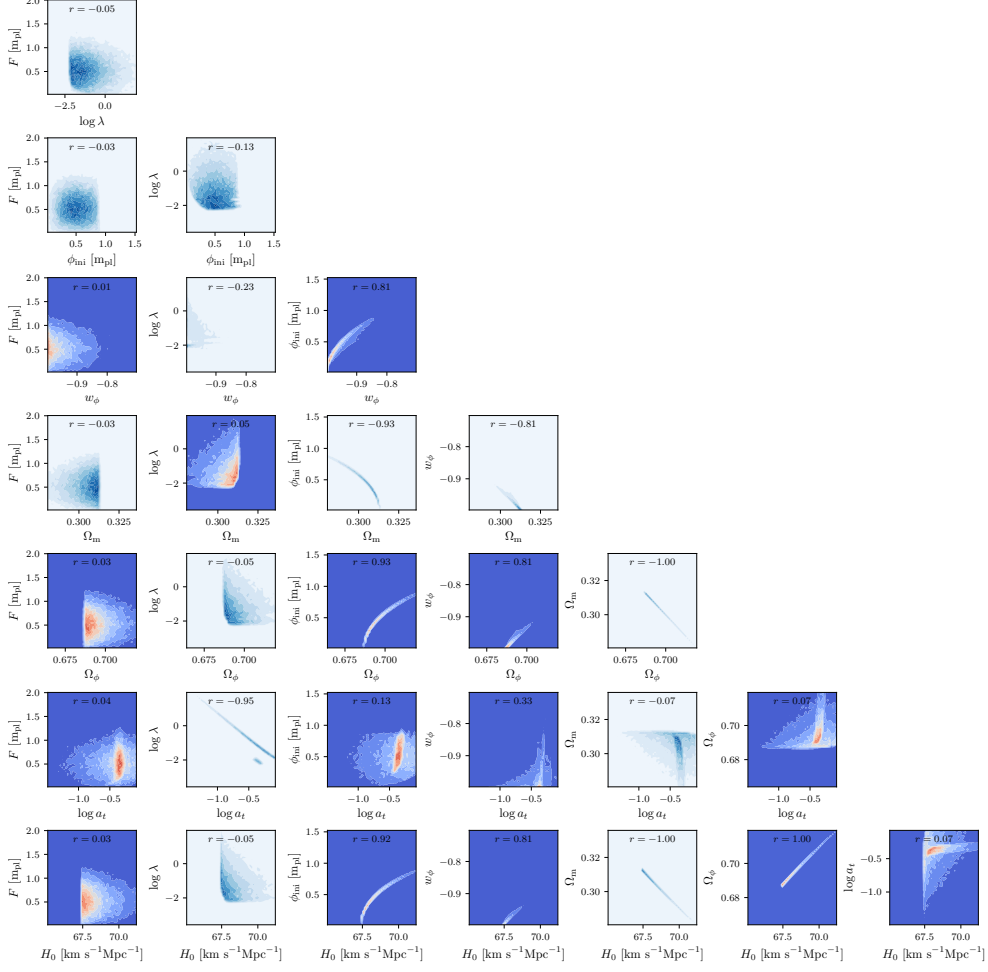 2.0
1.5
1.0
0.5
F [m_pl]
r = −0.05
−2.5 0.0
log λ
2.0
1.5
1.0
0.5
F [m_pl]
r = −0.03
0.5 1.0 1.5
ϕ_ini [m_pl]
0
−2
log λ
r = −0.13
0.5 1.0 1.5
ϕ_ini [m_pl]
2.0
1.5
1.0
0.5
F [m_pl]
r = 0.01
−0.9 −0.8
w_ϕ
0
−2
log λ
r = −0.23
−0.9 −0.8
w_ϕ
1.5
1.0
0.5
ϕ_ini [m_pl]
r = 0.81
−0.9 −0.8
w_ϕ
2.0
1.5
1.0
0.5
F [m_pl]
r = −0.03
0.300 0.325
Ω_m
0
−2
log λ
r = 0.05
0.300 0.325
Ω_m
1.5
1.0
0.5
ϕ_ini [m_pl]
r = −0.93
0.300 0.325
Ω_m
−0.8
−0.9
w_ϕ
r = −0.81
0.300 0.325
Ω_m
2.0
1.5
1.0
0.5
F [m_pl]
r = 0.03
0.675 0.700
Ω_ϕ
0
−2
log λ
r = −0.05
0.675 0.700
Ω_ϕ
1.5
1.0
0.5
ϕ_ini [m_pl]
r = 0.93
0.675 0.700
Ω_ϕ
−0.8
−0.9
w_ϕ
r = 0.81
0.675 0.700
Ω_ϕ
0.32
0.30
Ω_m
r = −1.00
0.675 0.700
Ω_ϕ
2.0
1.5
1.0
0.5
F [m_pl]
r = 0.04
−1.0 −0.5
log a_t
0
−2
log λ
r = −0.95
−1.0 −0.5
log a_t
1.5
1.0
0.5
ϕ_ini [m_pl]
r = 0.13
−1.0 −0.5
log a_t
−0.8
−0.9
w_ϕ
r = 0.33
−1.0 −0.5
log a_t
0.32
0.30
Ω_m
r = −0.07
−1.0 −0.5
log a_t
0.70
0.68
Ω_ϕ
r = 0.07
−1.0 −0.5
log a_t
2.0
1.5
1.0
0.5
F [m_pl]
r = 0.03
67.5 70.0
H_0 [km s^−1Mpc^−1]
0
−2
log λ
r = −0.05
67.5 70.0
H_0 [km s^−1Mpc^−1]
1.5
1.0
0.5
ϕ_ini [m_pl]
r = 0.92
67.5 70.0
H_0 [km s^−1Mpc^−1]
−0.8
−0.9
w_ϕ
r = 0.81
67.5 70.0
H_0 [km s^−1Mpc^−1]
0.32
0.30
Ω_m
r = −1.00
67.5 70.0
H_0 [km s^−1Mpc^−1]
0.70
0.68
Ω_ϕ
r = 1.00
67.5 70.0
H_0 [km s^−1Mpc^−1]
−0.5
−1.0
log a_t
r = 0.07
67.5 70.0
H_0 [km s^−1Mpc^−1]